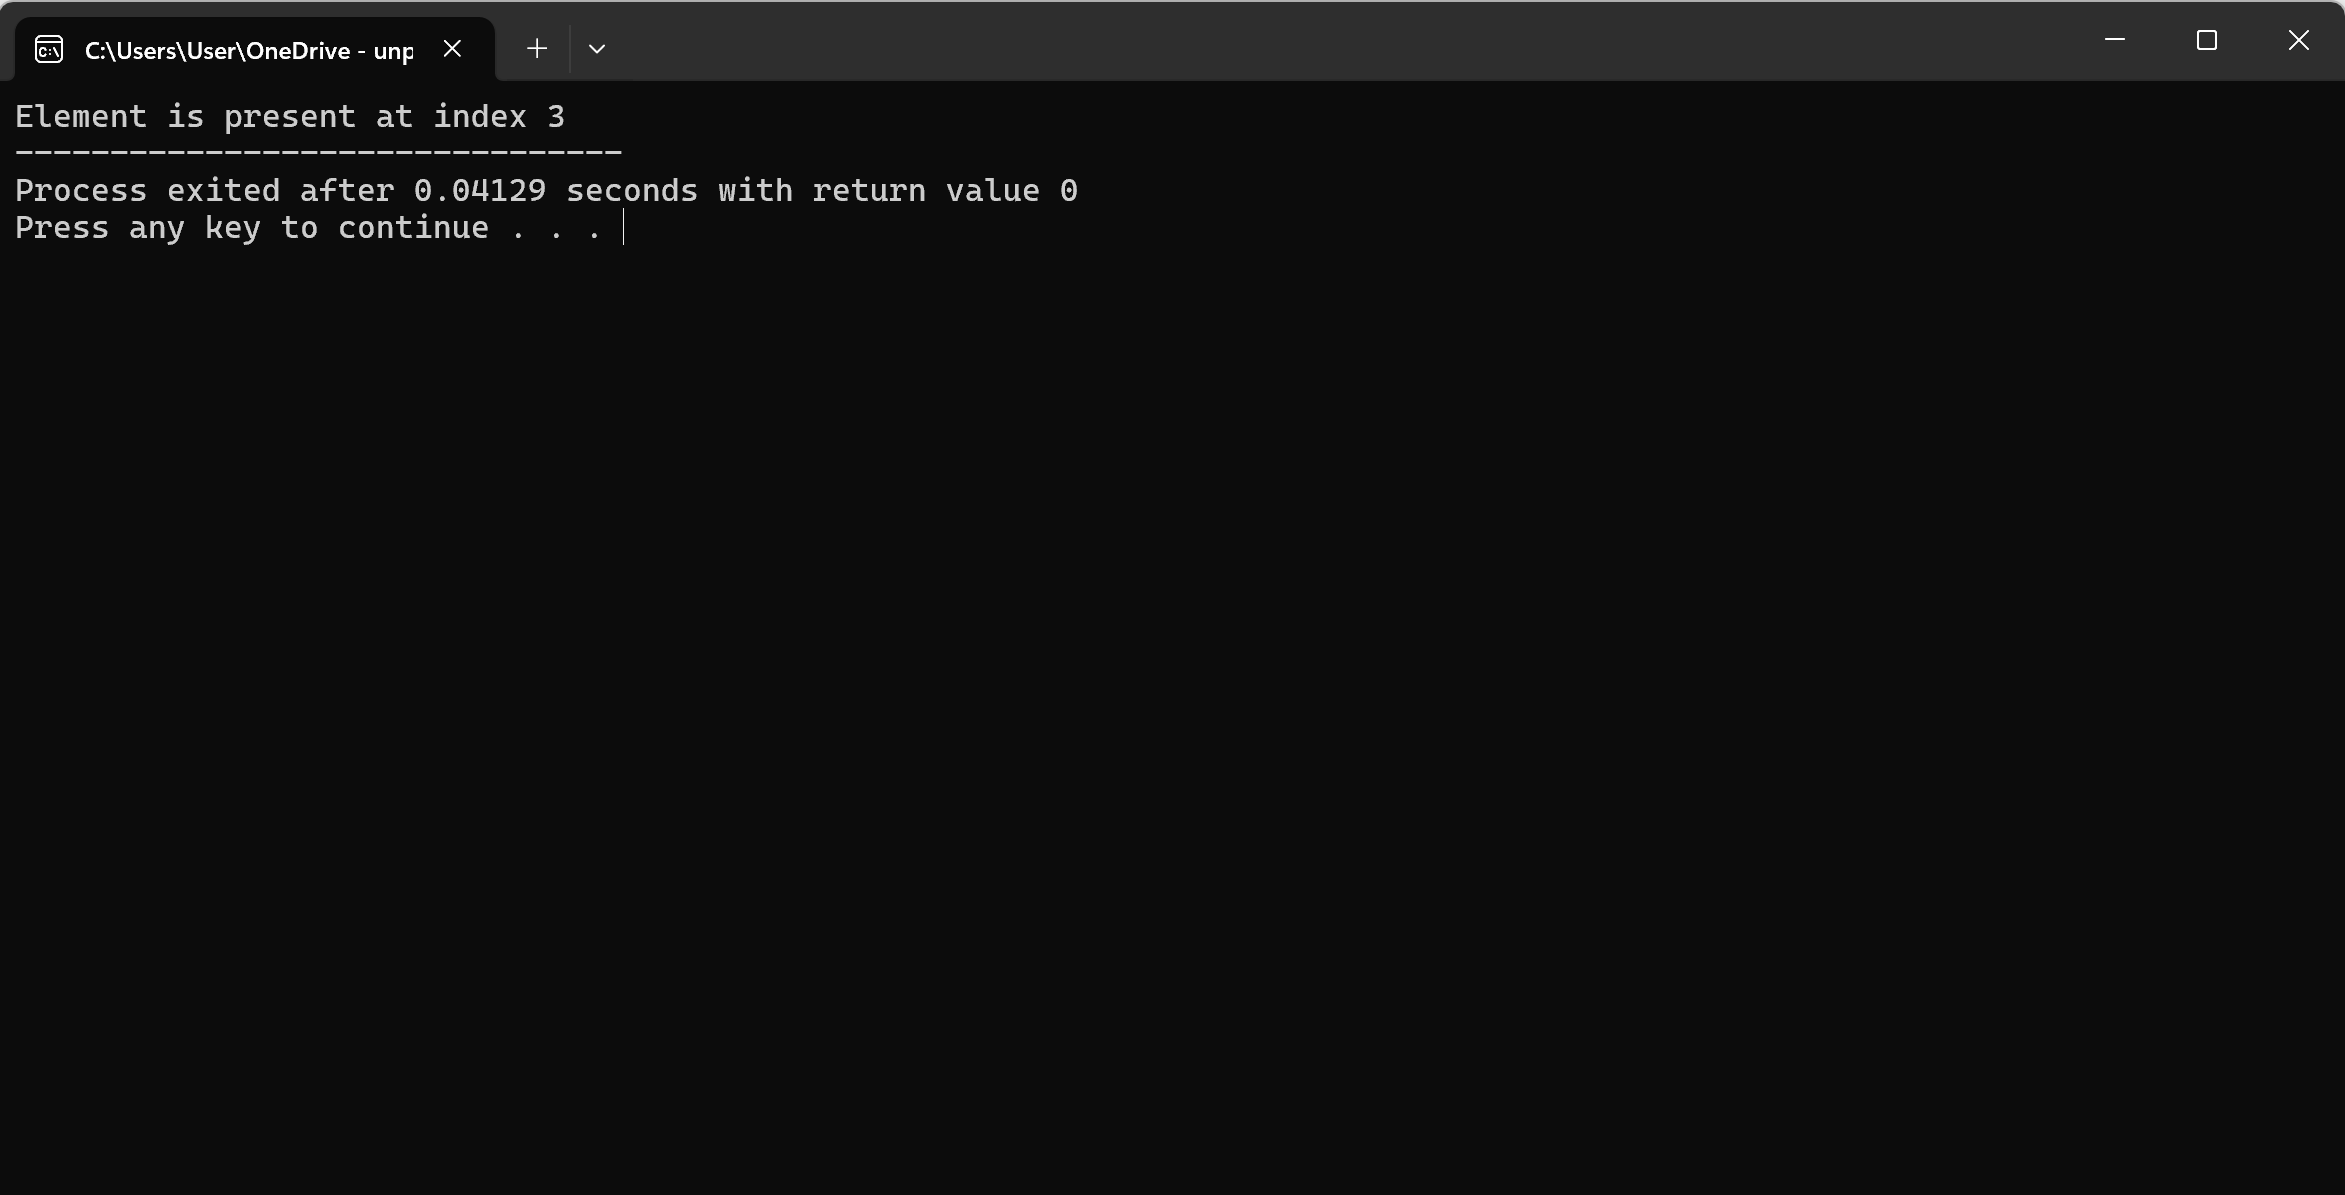 C:\Users\User\OneDrive - unp
Element is present at index 3
--------------------------------
Process exited after 0.04129 seconds with return value 0
Press any key to continue . . .